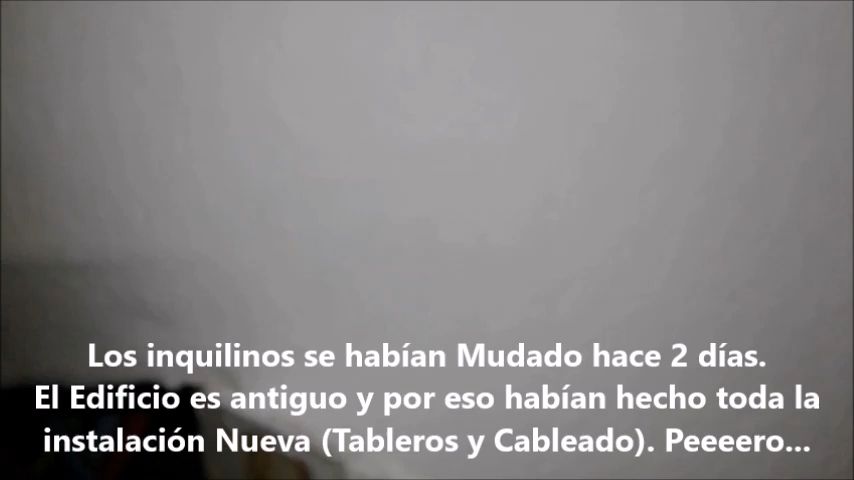 Los inquilinos se habían Mudado hace 2 días.
El Edificio es antiguo y por eso habían hecho toda la
instalación Nueva (Tableros y Cableado). Peeeero...